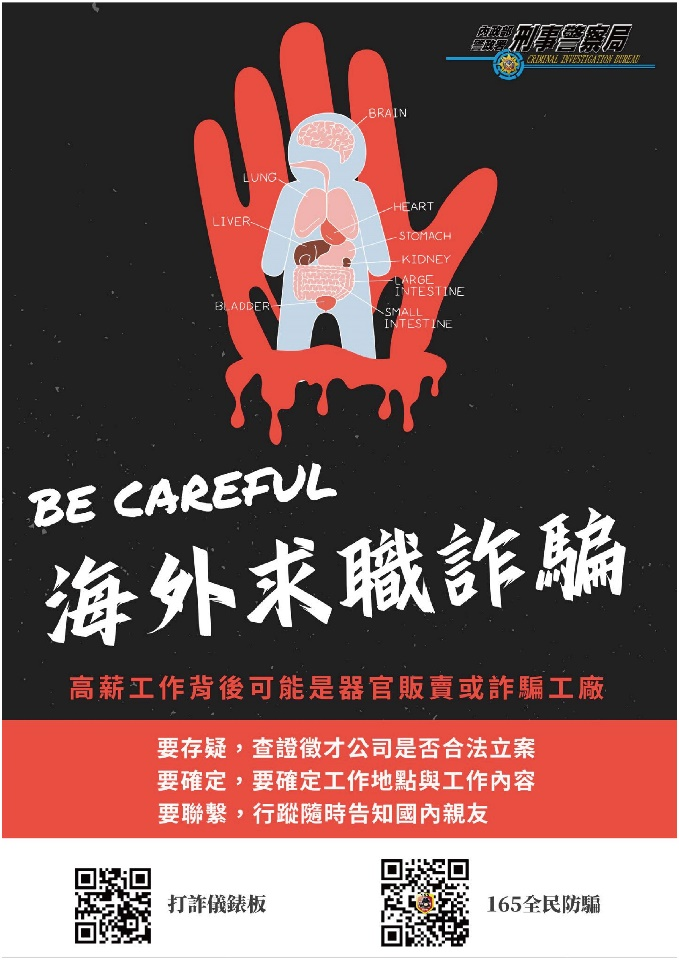 內政部
警政署
刑事警察局
CRIMINAL INVESTIGATION BUREAU
BRAIN
LUNG
HEART
LIVER
STOMACH
KIDNEY
LARGE
INTESTINE
BLADDER
SMALL
INTESTINE
BE CAREFUL
海外求職詐騙
高薪工作背後可能是器官販賣或詐騙工廠
要存疑，查證徵才公司是否合法立案
要確定，要確定工作地點與工作內容
要聯繫，行蹤隨時告知國內親友
打詐儀錶板
165全民防騙